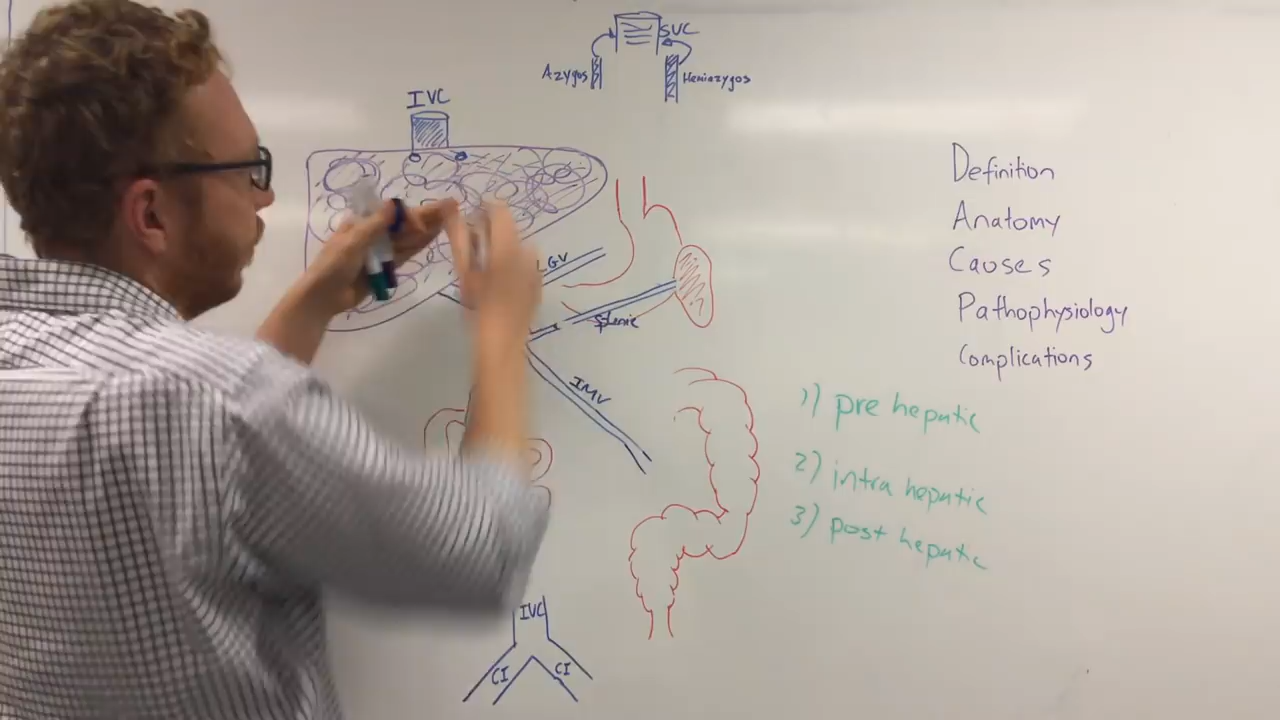 SVC
Azygos
Hemiazygos
IVC
LGV
Splenic
IMV
IVC
CI
CI
Definition
Anatomy
Causes
Pathophysiology
Complications
1) pre hepatic
2) intra hepatic
3) post hepatic